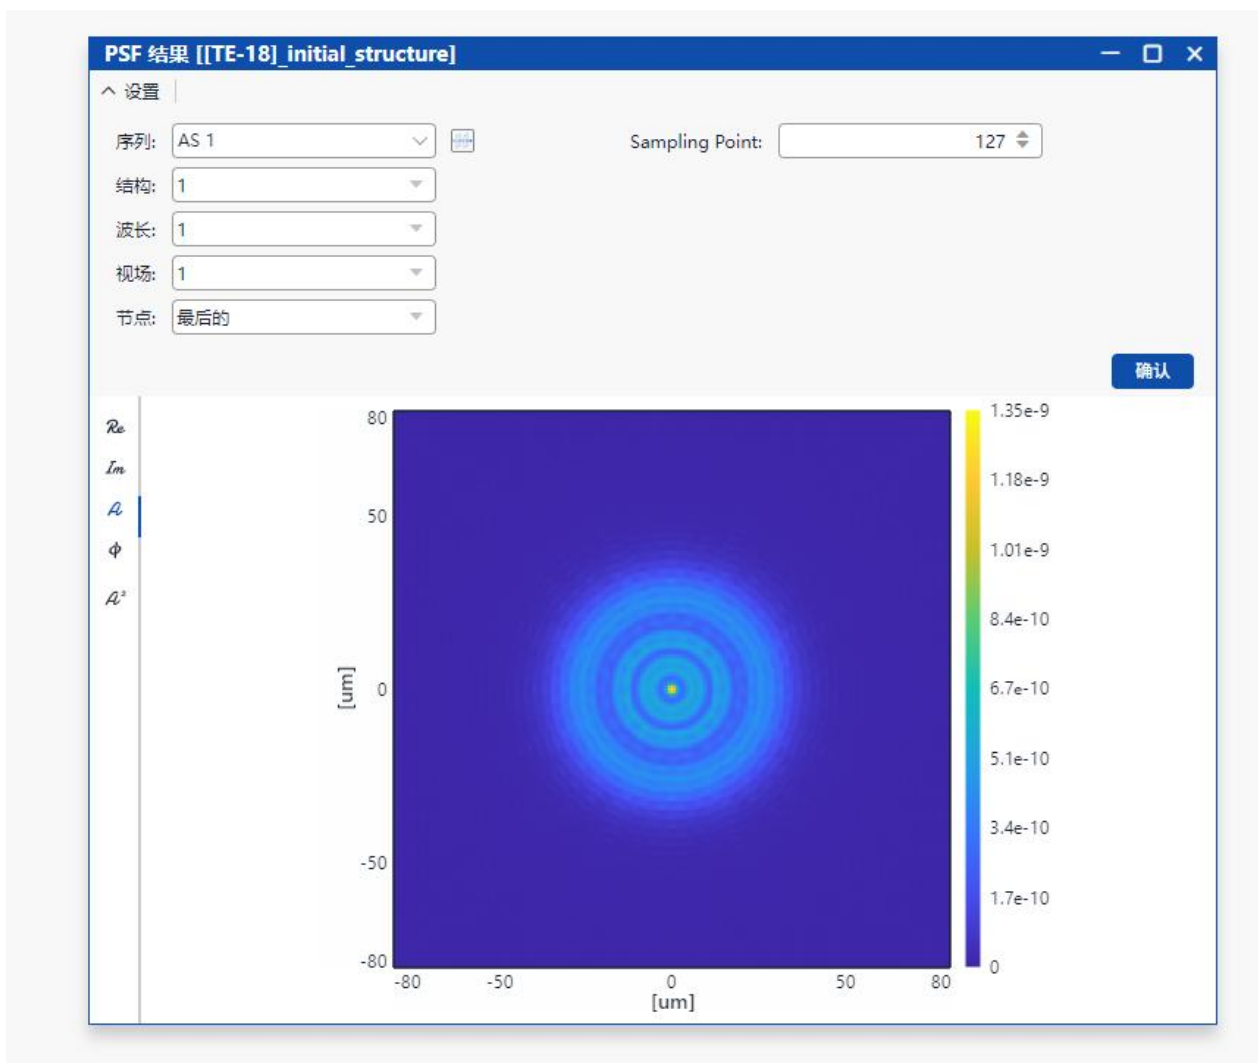 PSF 结果 [[TE-18]_initial_structure]
设置
序列: AS 1
Sampling Point: 127
结构: 1
波长: 1
视场: 1
节点: 最后的
确认
Re
Im
A
ϕ
A²
80
50
[um]
0
-50
-80
-80 -50 0 50 80
[um]
1.35e-9
1.18e-9
1.01e-9
8.4e-10
6.7e-10
5.1e-10
3.4e-10
1.7e-10
0